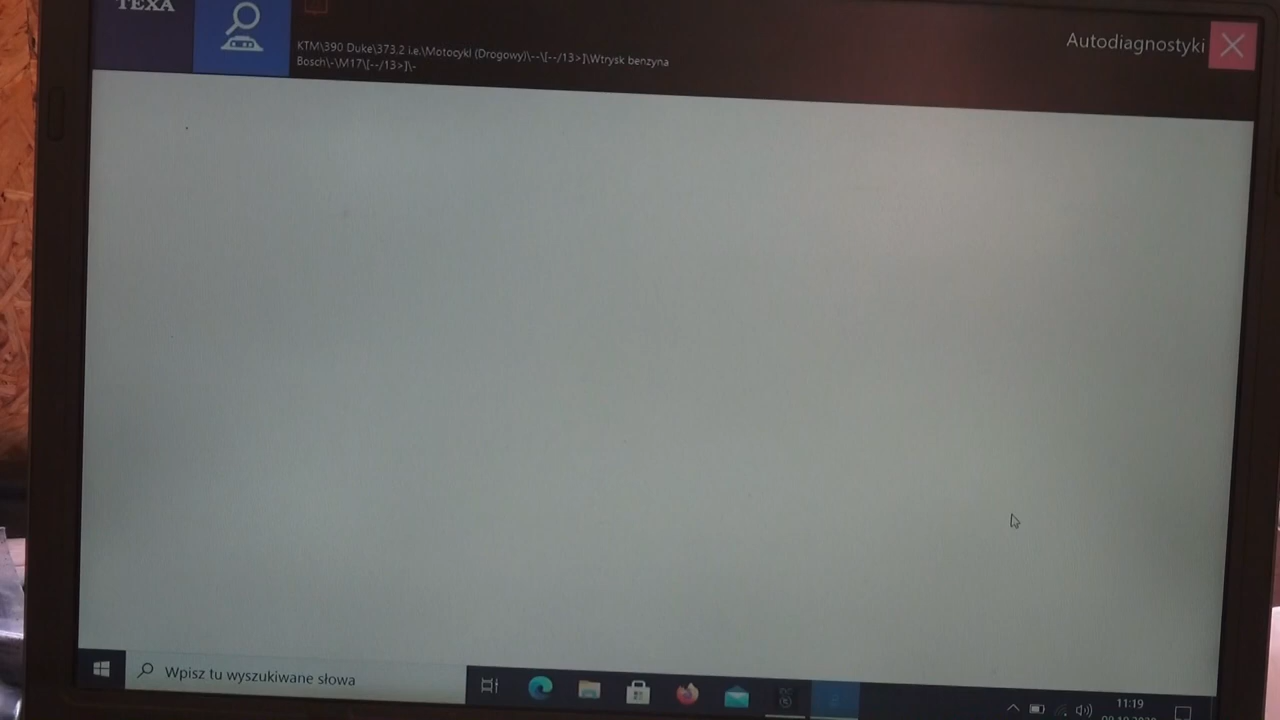 TEXA
KTM\390 Duke\373.2 i.e.\Motocykl (Drogowy)\--\[--/13>]\Wtrysk benzyna
Bosch\-\M17\[--/13>]\-
Autodiagnostyki
Wpisz tu wyszukiwane słowa
11:19